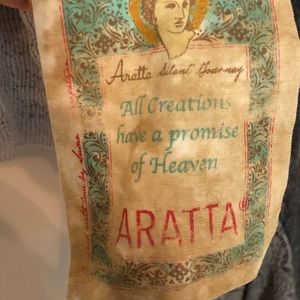 Aratta Silent Journey
All Creations
have a promise
of Heaven
ARATTA®